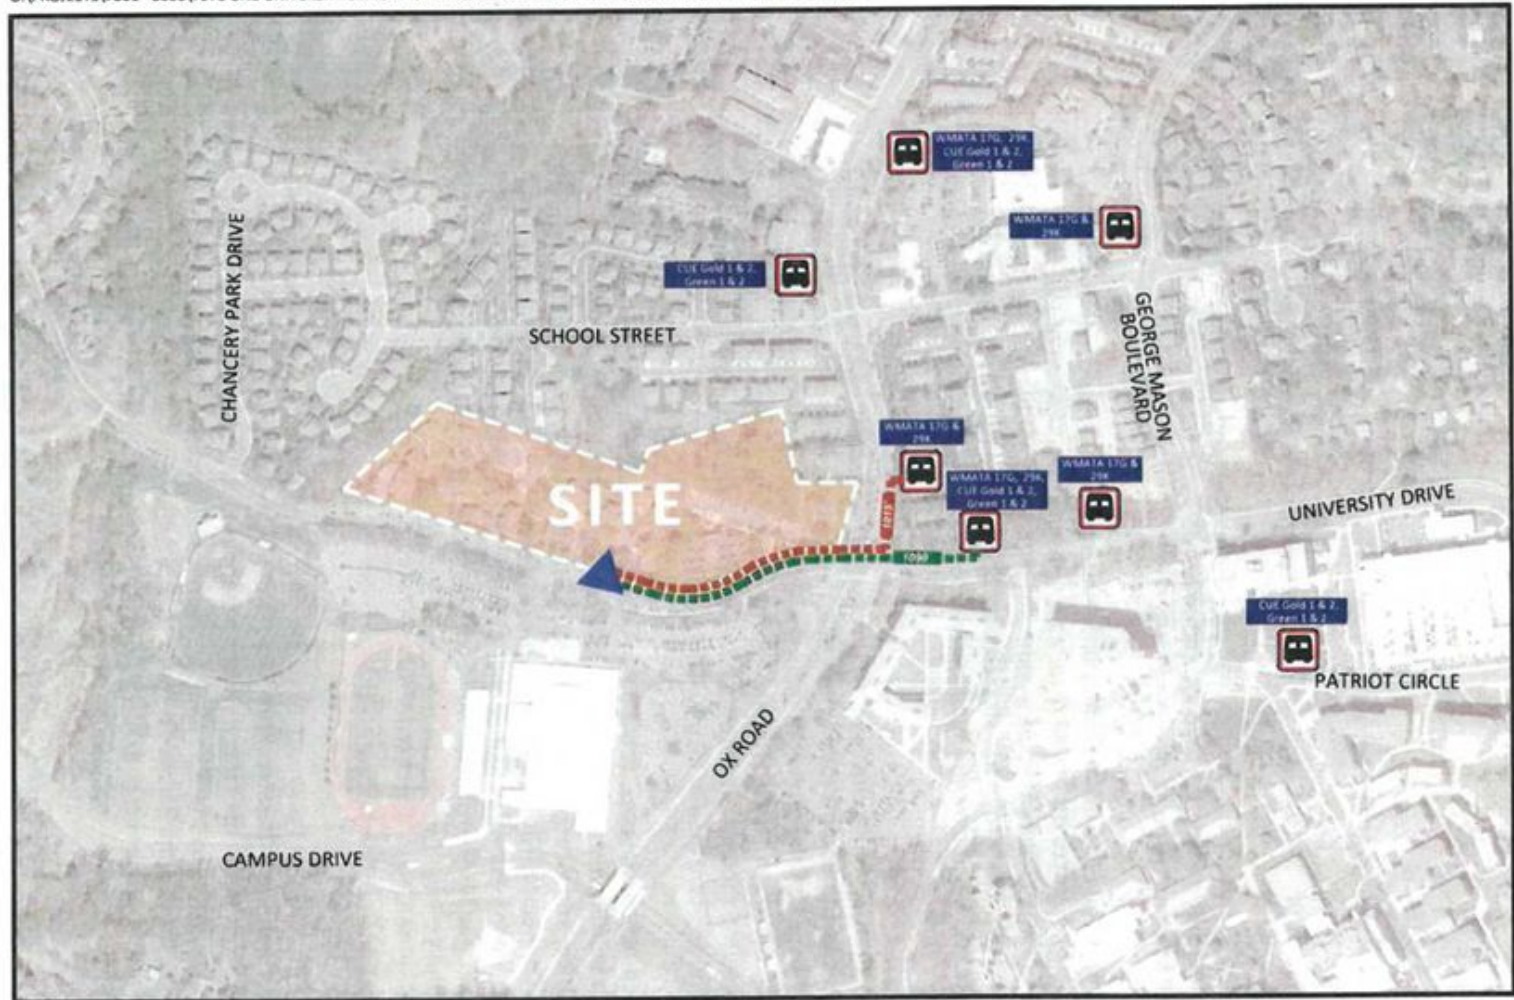 WMATA 17G, 29K,
CUE Gold 1 & 2,
Green 1 & 2
WMATA 17G &
29K
CUE Gold 1 & 2,
Green 1 & 2
CHANCERY PARK DRIVE
SCHOOL STREET
GEORGE MASON
BOULEVARD
WMATA 17G &
29K
WMATA 17G, 29K,
CUE Gold 1 & 2,
Green 1 & 2
WMATA 17G &
29K
SITE
1015'
1090'
UNIVERSITY DRIVE
CUE Gold 1 & 2,
Green 1 & 2
PATRIOT CIRCLE
OX ROAD
CAMPUS DRIVE